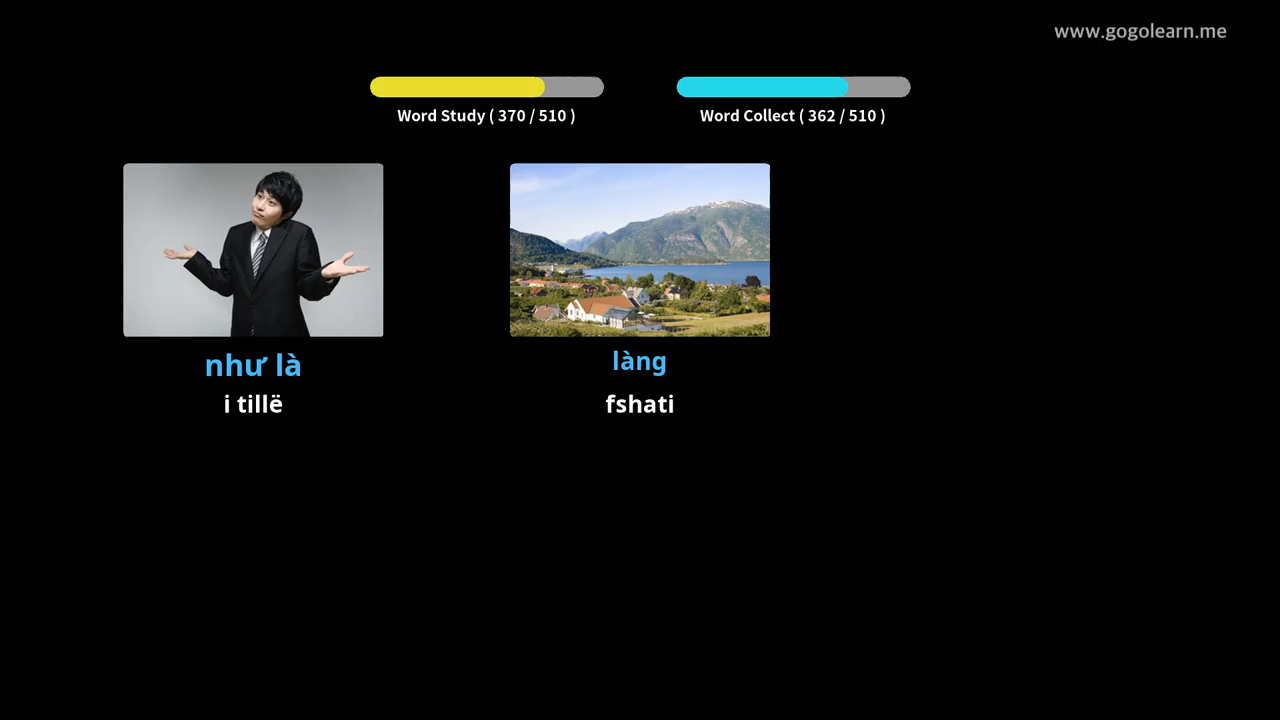 www.gogolearn.me
Word Study ( 370 / 510 )
Word Collect ( 362 / 510 )
như là
i tillë
làng
fshati